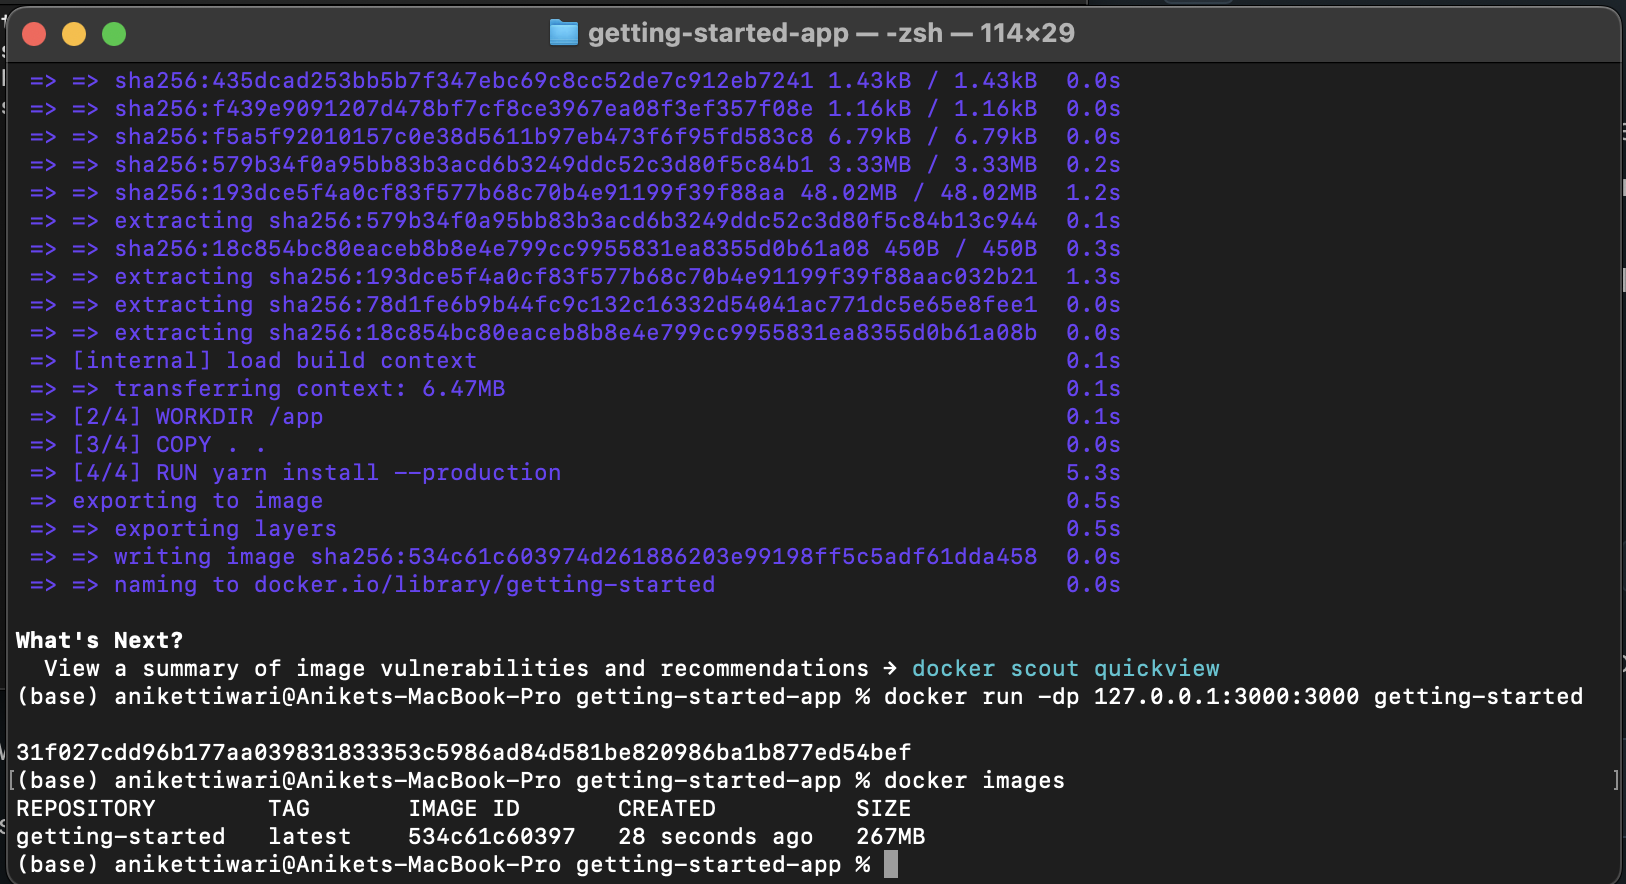 getting-started-app — -zsh — 114×29
=> => sha256:435dcad253bb5b7f347ebc69c8cc52de7c912eb7241 1.43kB / 1.43kB 0.0s
=> => sha256:f439e9091207d478bf7cf8ce3967ea08f3ef357f08e 1.16kB / 1.16kB 0.0s
=> => sha256:f5a5f92010157c0e38d5611b97eb473f6f95fd583c8 6.79kB / 6.79kB 0.0s
=> => sha256:579b34f0a95bb83b3acd6b3249ddc52c3d80f5c84b1 3.33MB / 3.33MB 0.2s
=> => sha256:193dce5f4a0cf83f577b68c70b4e91199f39f88aa 48.02MB / 48.02MB 1.2s
=> => extracting sha256:579b34f0a95bb83b3acd6b3249ddc52c3d80f5c84b13c944 0.1s
=> => sha256:18c854bc80eaceb8b8e4e799cc9955831ea8355d0b61a08 450B / 450B 0.3s
=> => extracting sha256:193dce5f4a0cf83f577b68c70b4e91199f39f88aac032b21 1.3s
=> => extracting sha256:78d1fe6b9b44fc9c132c16332d54041ac771dc5e65e8fee1 0.0s
=> => extracting sha256:18c854bc80eaceb8b8e4e799cc9955831ea8355d0b61a08b 0.0s
=> [internal] load build context 0.1s
=> => transferring context: 6.47MB 0.1s
=> [2/4] WORKDIR /app 0.1s
=> [3/4] COPY . . 0.0s
=> [4/4] RUN yarn install --production 5.3s
=> exporting to image 0.5s
=> => exporting layers 0.5s
=> => writing image sha256:534c61c603974d261886203e99198ff5c5adf61dda458 0.0s
=> => naming to docker.io/library/getting-started 0.0s
What's Next?
View a summary of image vulnerabilities and recommendations → docker scout quickview
(base) anikettiwari@Anikets-MacBook-Pro getting-started-app % docker run -dp 127.0.0.1:3000:3000 getting-started
31f027cdd96b177aa039831833353c5986ad84d581be820986ba1b877ed54bef
[(base) anikettiwari@Anikets-MacBook-Pro getting-started-app % docker images ]
REPOSITORY TAG IMAGE ID CREATED SIZE
getting-started latest 534c61c60397 28 seconds ago 267MB
(base) anikettiwari@Anikets-MacBook-Pro getting-started-app %